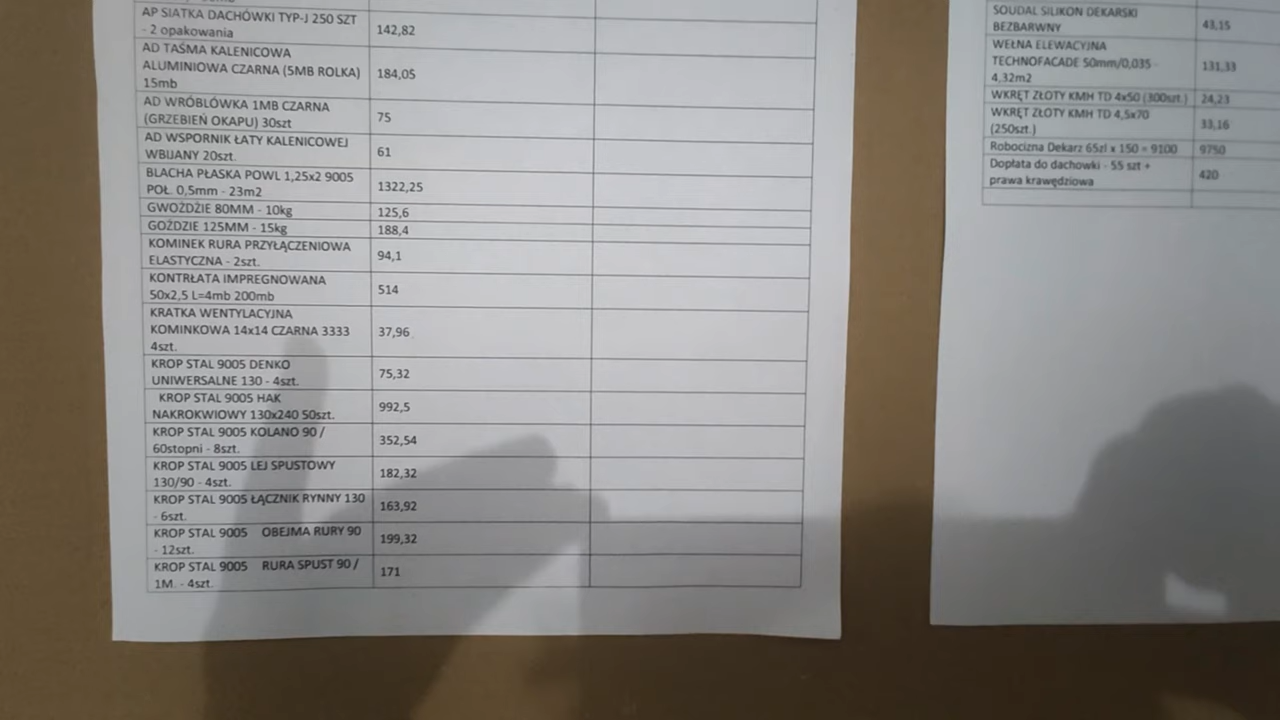 AP SIATKA DACHÓWKI TYP-J 250 SZT
- 2 opakowania
142,82
AD TAŚMA KALENICOWA
ALUMINIOWA CZARNA (5MB ROLKA)
15mb
184,05
AD WRÓBLÓWKA 1MB CZARNA
(GRZEBIEŃ OKAPU) 30szt
75
AD WSPORNIK ŁATY KALENICOWEJ
WBIJANY 20szt.
61
BLACHA PŁASKA POWL 1,25x2 9005
POŁ. 0,5mm - 23m2
1322,25
GWOŹDZIE 80MM - 10kg
125,6
GOŹDZIE 125MM - 15kg
188,4
KOMINEK RURA PRZYŁĄCZENIOWA
ELASTYCZNA - 2szt.
94,1
KONTRŁATA IMPREGNOWANA
50x2,5 L=4mb 200mb
514
KRATKA WENTYLACYJNA
KOMINKOWA 14x14 CZARNA 3333
4szt.
37,96
KROP STAL 9005 DENKO
UNIWERSALNE 130 - 4szt.
75,32
KROP STAL 9005 HAK
NAKROKWIOWY 130x240 50szt.
992,5
KROP STAL 9005 KOLANO 90 /
60stopni - 8szt.
352,54
KROP STAL 9005 LEJ SPUSTOWY
130/90 - 4szt.
182,32
KROP STAL 9005 ŁĄCZNIK RYNNY 130
- 6szt.
163,92
KROP STAL 9005 OBEJMA RURY 90
- 12szt.
199,32
KROP STAL 9005 RURA SPUST 90 /
1M. - 4szt.
171
SOUDAL SILIKON DEKARSKI
BEZBARWNY
43,15
WEŁNA ELEWACYJNA
TECHNOFACADE 50mm/0,035 -
4,32m2
131,33
WKRĘT ZŁOTY KMH TD 4x50 (300szt.)
24,23
WKRĘT ZŁOTY KMH TD 4,5x70
(250szt.)
33,16
Robocizna Dekarz 65zl x 150 = 9100
9750
Dopłata do dachowki - 55 szt +
prawa krawędziowa
420